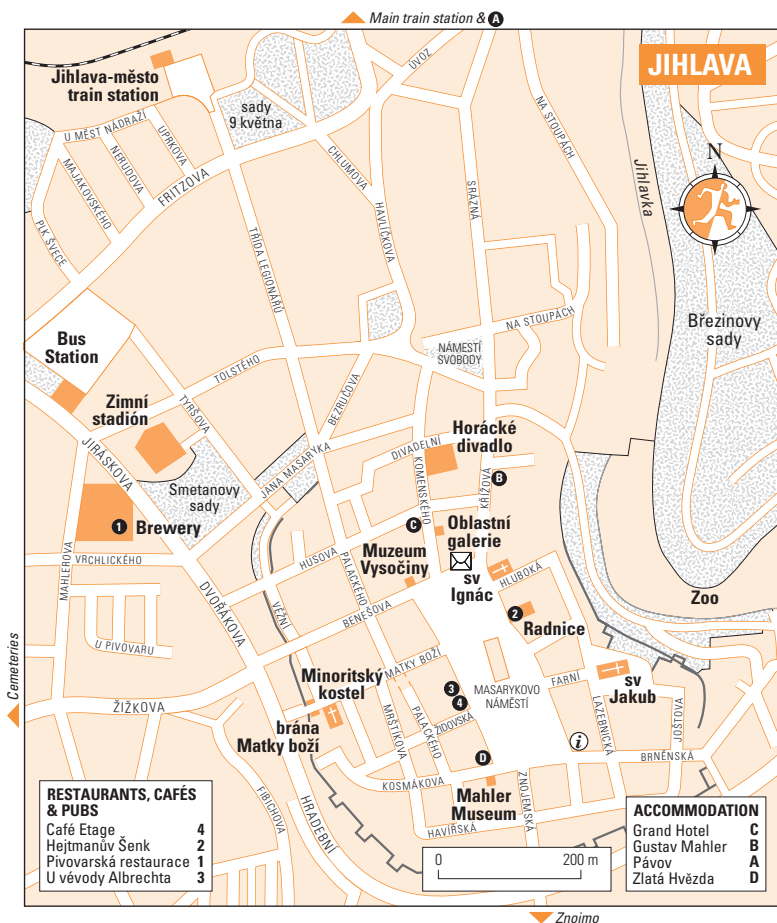 Main train station & A
JIHLAVA
Jihlava-město
train station
sady
9 května
ÚVOZ
NA STOUPÁCH
U MĚST NÁDRAŽÍ
UPRKOVA
NERUDOVA
MAJAKOVSKÉHO
FRITZOVA
CHLUMOVA
SRÁZNÁ
Jihlavka
N
PLK ŠVECE
TŘÍDA LEGIONÁŘŮ
HAVLÍČKOVA
Bus
Station
NA STOUPÁCH
Březinovy
sady
NÁMESTÍ
SVOBODY
TOLSTÉHO
Zimní
stadión
TYRŠOVA
BEZRUČOVA
JIRÁSKOVA
JANA MASARYKA
DIVADELNÍ
Horácké
divadlo
KOMENSKÉHO
KŘÍŽOVÁ
B
Smetanovy
sady
1 Brewery
C
Oblastní
galerie
VRCHLICKÉHO
MAHLEROVA
HUSOVA
PALACKÉHO
Muzeum
Vysočiny
sv
Ignác
HLUBOKÁ
Zoo
DVOŘÁKOVA
VĚŽNÍ
BENEŠOVA
2
Radnice
U PIVOVARU
Cemeteries
MATKY BOŽÍ
Minoritský
kostel
3
4
MASARYKOVO
NÁMĚSTÍ
FARNÍ
sv
Jakub
ŽIŽKOVA
brána
Matky boží
MRŠTÍKOVA
PALACKÉHO
ŽIDOVSKÁ
LAZEBNICKÁ
JOŠTOVA
D
i
BRNĚNSKÁ
KOSMÁKOVA
Mahler
Museum
ZNOJEMSKÁ
FIBICHOVA
HRADEBNÍ
HAVÍŘSKÁ
RESTAURANTS, CAFÉS
& PUBS
Café Etage 4
Hejtmanův Šenk 2
Pivovarská restaurace 1
U vévody Albrechta 3
0 200 m
ACCOMMODATION
Grand Hotel C
Gustav Mahler B
Pávov A
Zlatá Hvězda D
Znojmo